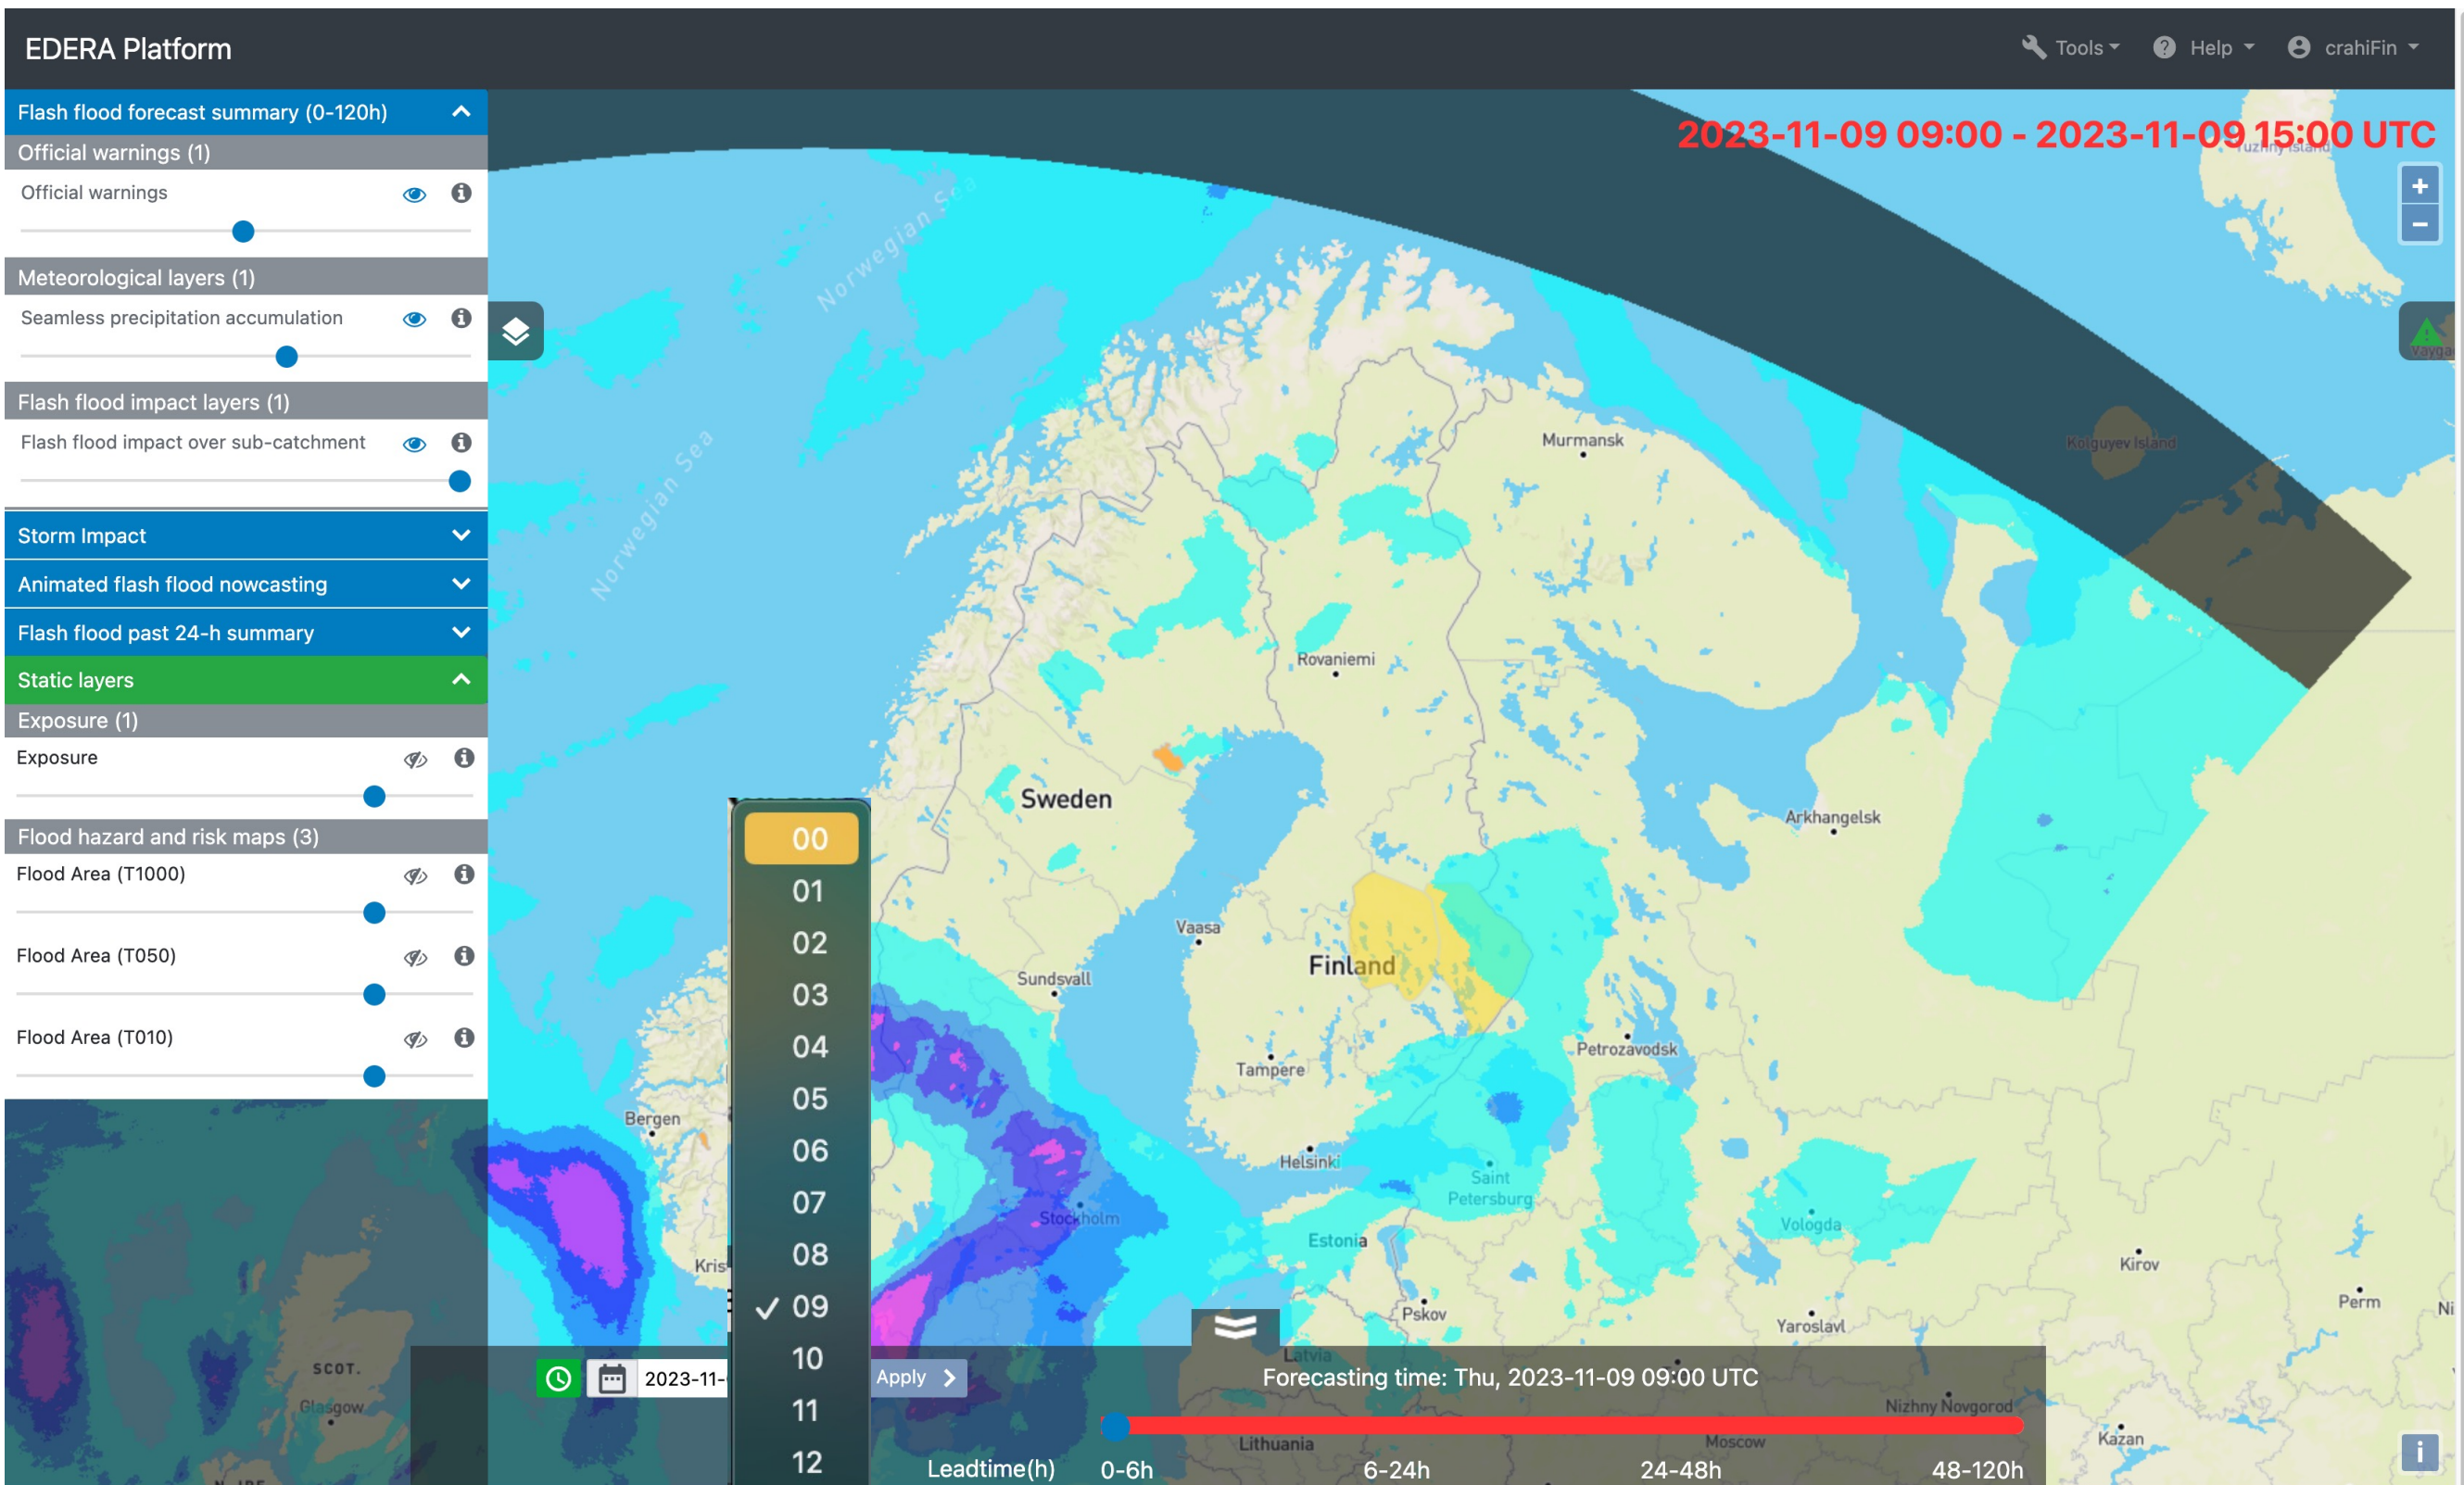 EDERA Platform
Tools
Help
crahiFin
Flash flood forecast summary (0-120h)
Official warnings (1)
Official warnings
Meteorological layers (1)
Seamless precipitation accumulation
Flash flood impact layers (1)
Flash flood impact over sub-catchment
Storm Impact
Animated flash flood nowcasting
Flash flood past 24-h summary
Static layers
Exposure (1)
Exposure
Flood hazard and risk maps (3)
Flood Area (T1000)
Flood Area (T050)
Flood Area (T010)
2023-11-09 09:00 - 2023-11-09 15:00 UTC
Norwegian Sea
Norwegian Sea
Murmansk
Kolguyev Island
Rovaniemi
Sweden
Arkhangelsk
Vaasa
Finland
Sundsvall
Petrozavodsk
Tampere
Bergen
Helsinki
Saint
Petersburg
Stockholm
Vologda
Estonia
Kris
Kirov
Perm
Ni
Pskov
Yaroslavl
Latvia
SCOT.
Glasgow
Nizhny Novgorod
Lithuania
Moscow
Kazan
00
01
02
03
04
05
06
07
08
09
10
11
12
2023-11-
Apply
Forecasting time: Thu, 2023-11-09 09:00 UTC
Leadtime(h)
0-6h
6-24h
24-48h
48-120h